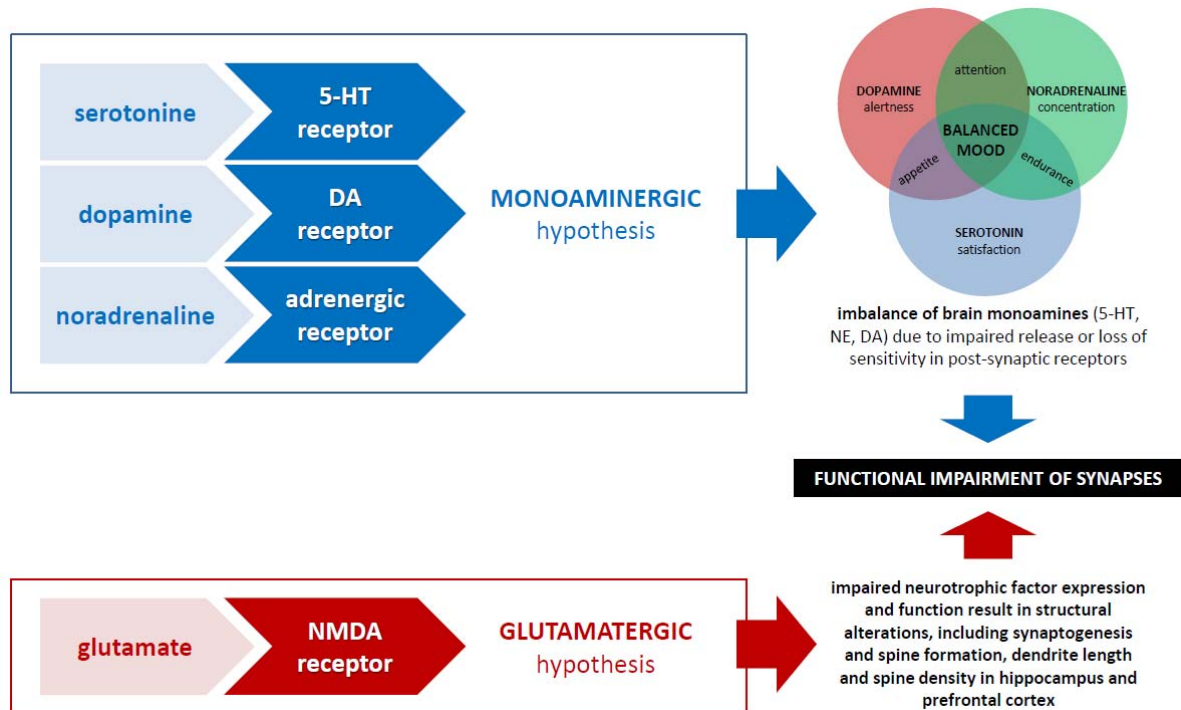 serotonine
5-HT
receptor
dopamine
DA
receptor
noradrenaline
adrenergic
receptor
MONOAMINERGIC
hypothesis
DOPAMINE
alertness
attention
NORADRENALINE
concentration
BALANCED
MOOD
appetite
endurance
SEROTONIN
satisfaction
imbalance of brain monoamines (5-HT,
NE, DA) due to impaired release or loss of
sensitivity in post-synaptic receptors
FUNCTIONAL IMPAIRMENT OF SYNAPSES
glutamate
NMDA
receptor
GLUTAMATERGIC
hypothesis
impaired neurotrophic factor expression
and function result in structural
alterations, including synaptogenesis
and spine formation, dendrite length
and spine density in hippocampus and
prefrontal cortex